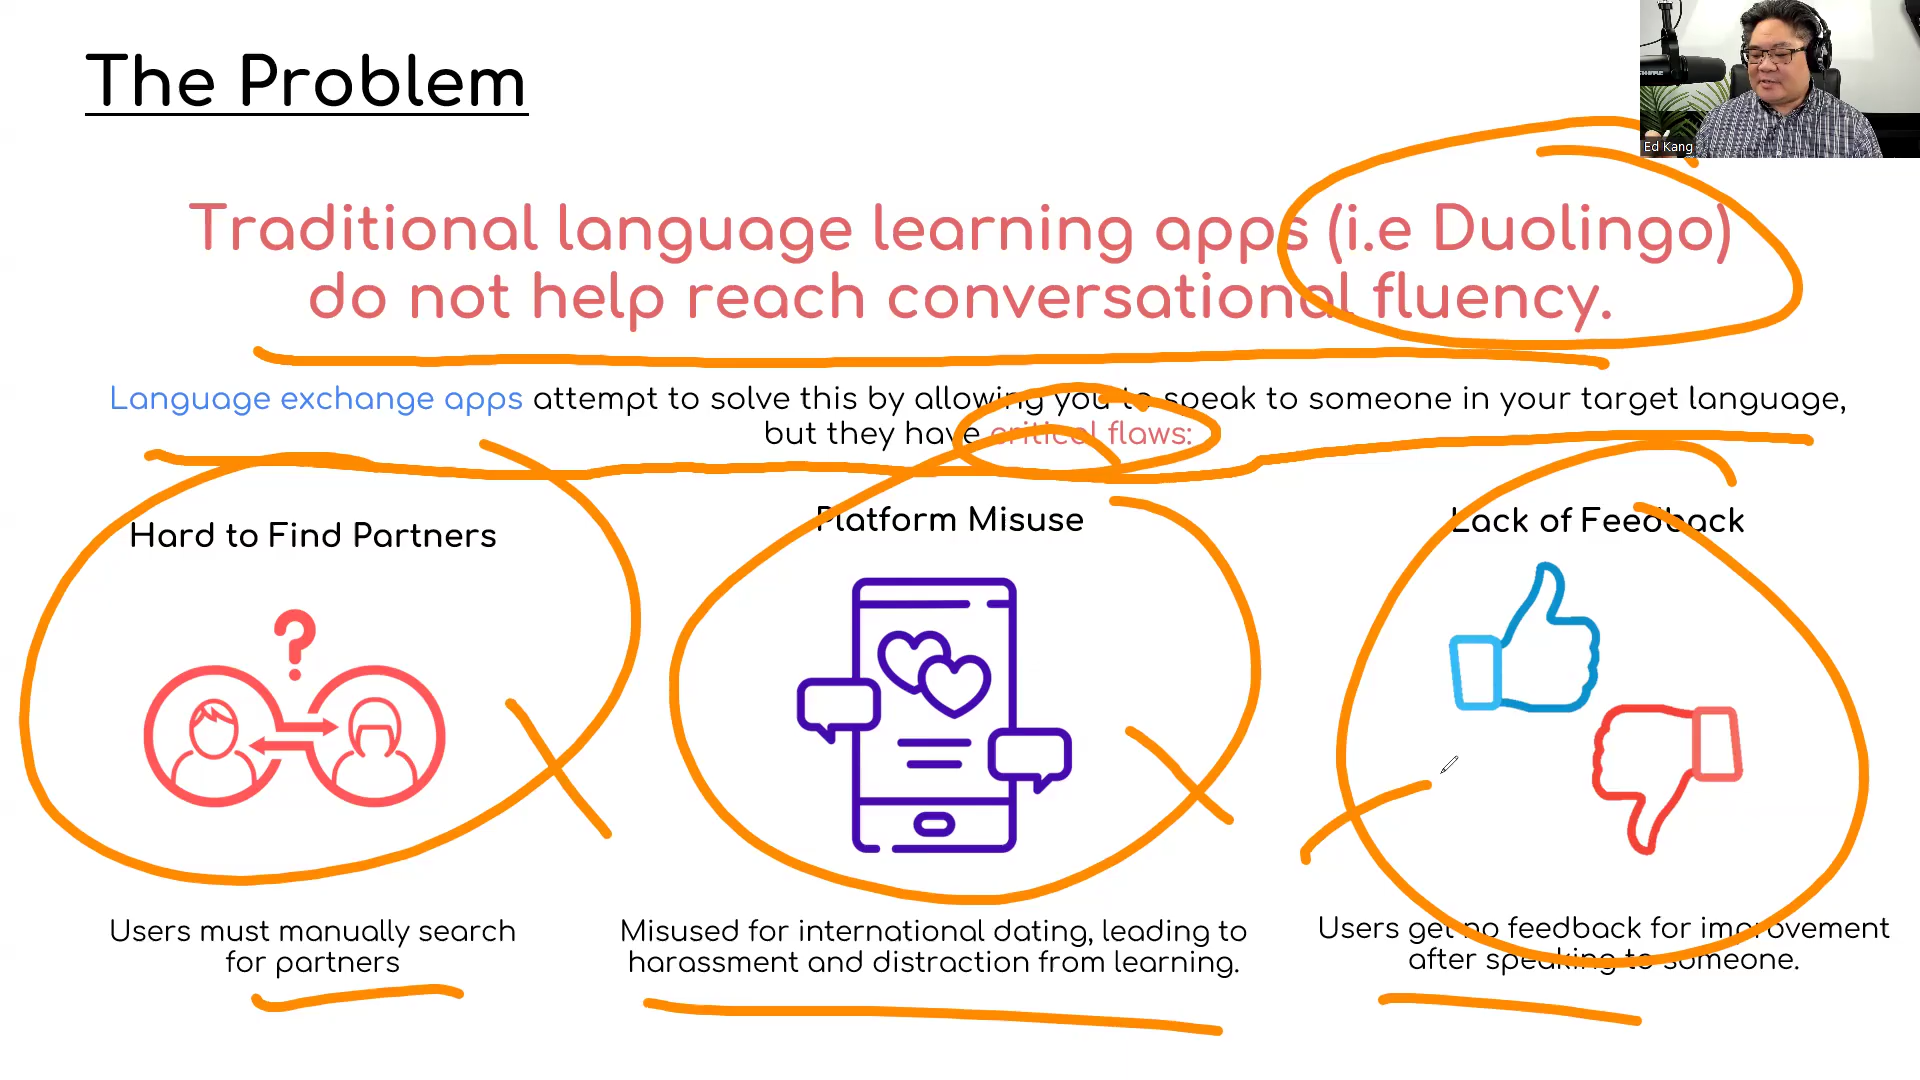 The Problem
Ed Kang
Traditional language learning apps (i.e Duolingo)
do not help reach conversational fluency.
Language exchange apps attempt to solve this by allowing you to speak to someone in your target language,
but they have critical flaws:
Hard to Find Partners
Platform Misuse
Lack of Feedback
Users must manually search
for partners
Misused for international dating, leading to
harassment and distraction from learning.
Users get no feedback for improvement
after speaking to someone.